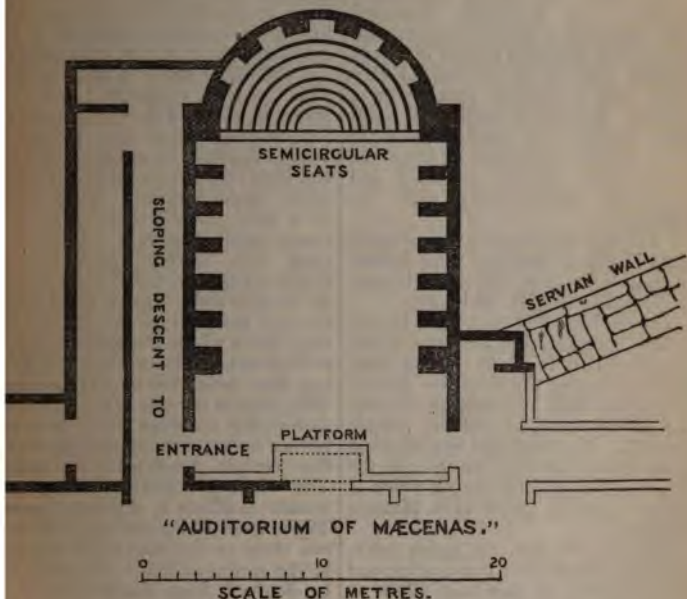 SEMICIRCULAR
SEATS
SLOPING DESCENT TO
SERVIAN WALL
ENTRANCE
PLATFORM
"AUDITORIUM OF MÆCENAS."
0 10 20
SCALE OF METRES.